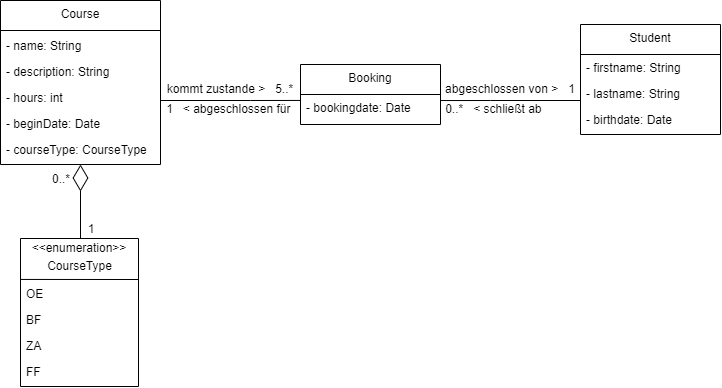 Course
- name: String
- description: String
- hours: int
- beginDate: Date
- courseType: CourseType
kommt zustande > 5..*
1 < abgeschlossen für
Booking
- bookingdate: Date
abgeschlossen von > 1
0..* < schließt ab
Student
- firstname: String
- lastname: String
- birthdate: Date
0..*
1
<<enumeration>>
CourseType
OE
BF
ZA
FF